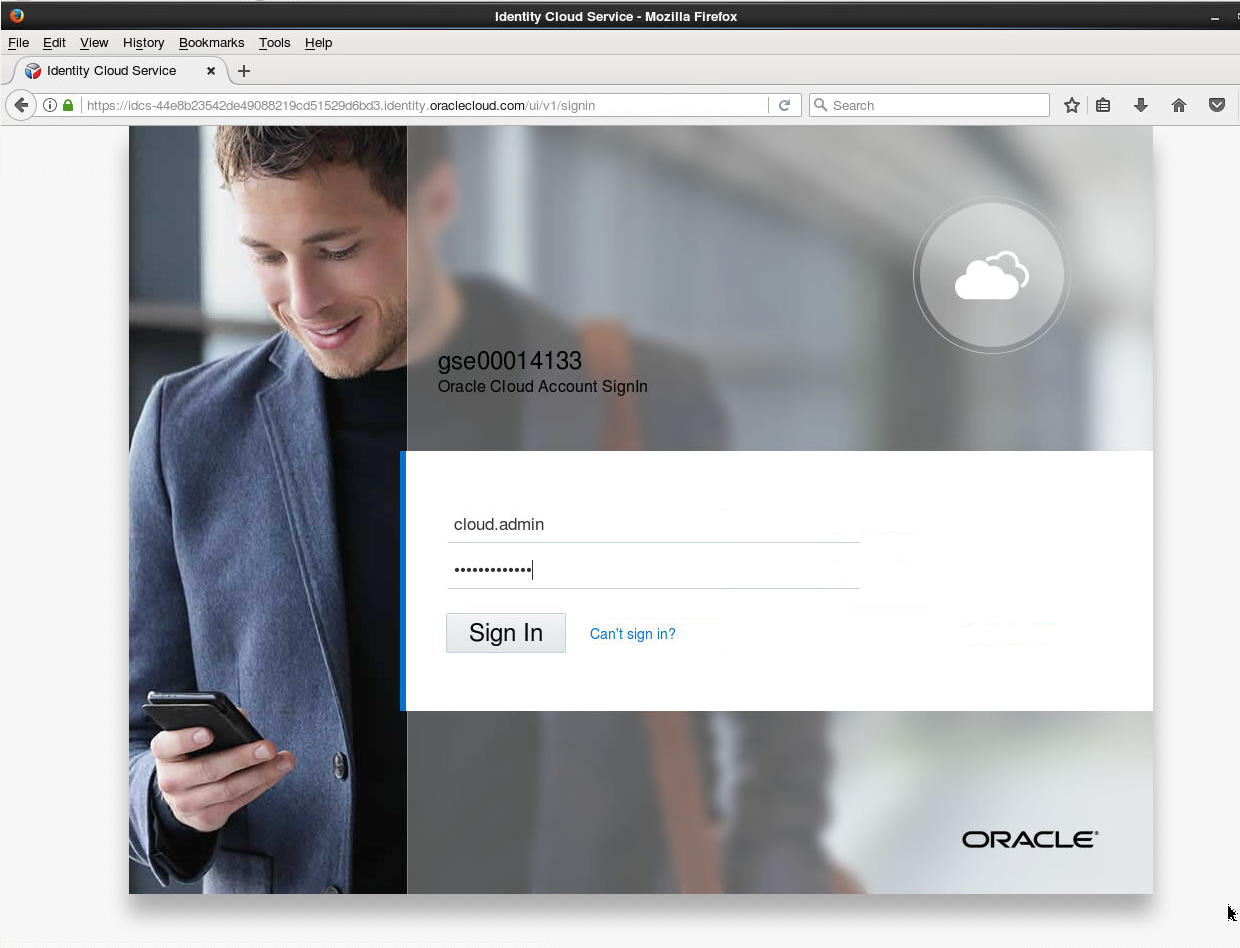 Identity Cloud Service - Mozilla Firefox
File Edit View History Bookmarks Tools Help
Identity Cloud Service
https://idcs-44e8b23542de49088219cd51529d6bd3.identity.oraclecloud.com/ui/v1/signin
Search
gse00014133
Oracle Cloud Account SignIn
cloud.admin
•••••••••••••
Sign In
Can't sign in?
ORACLE®